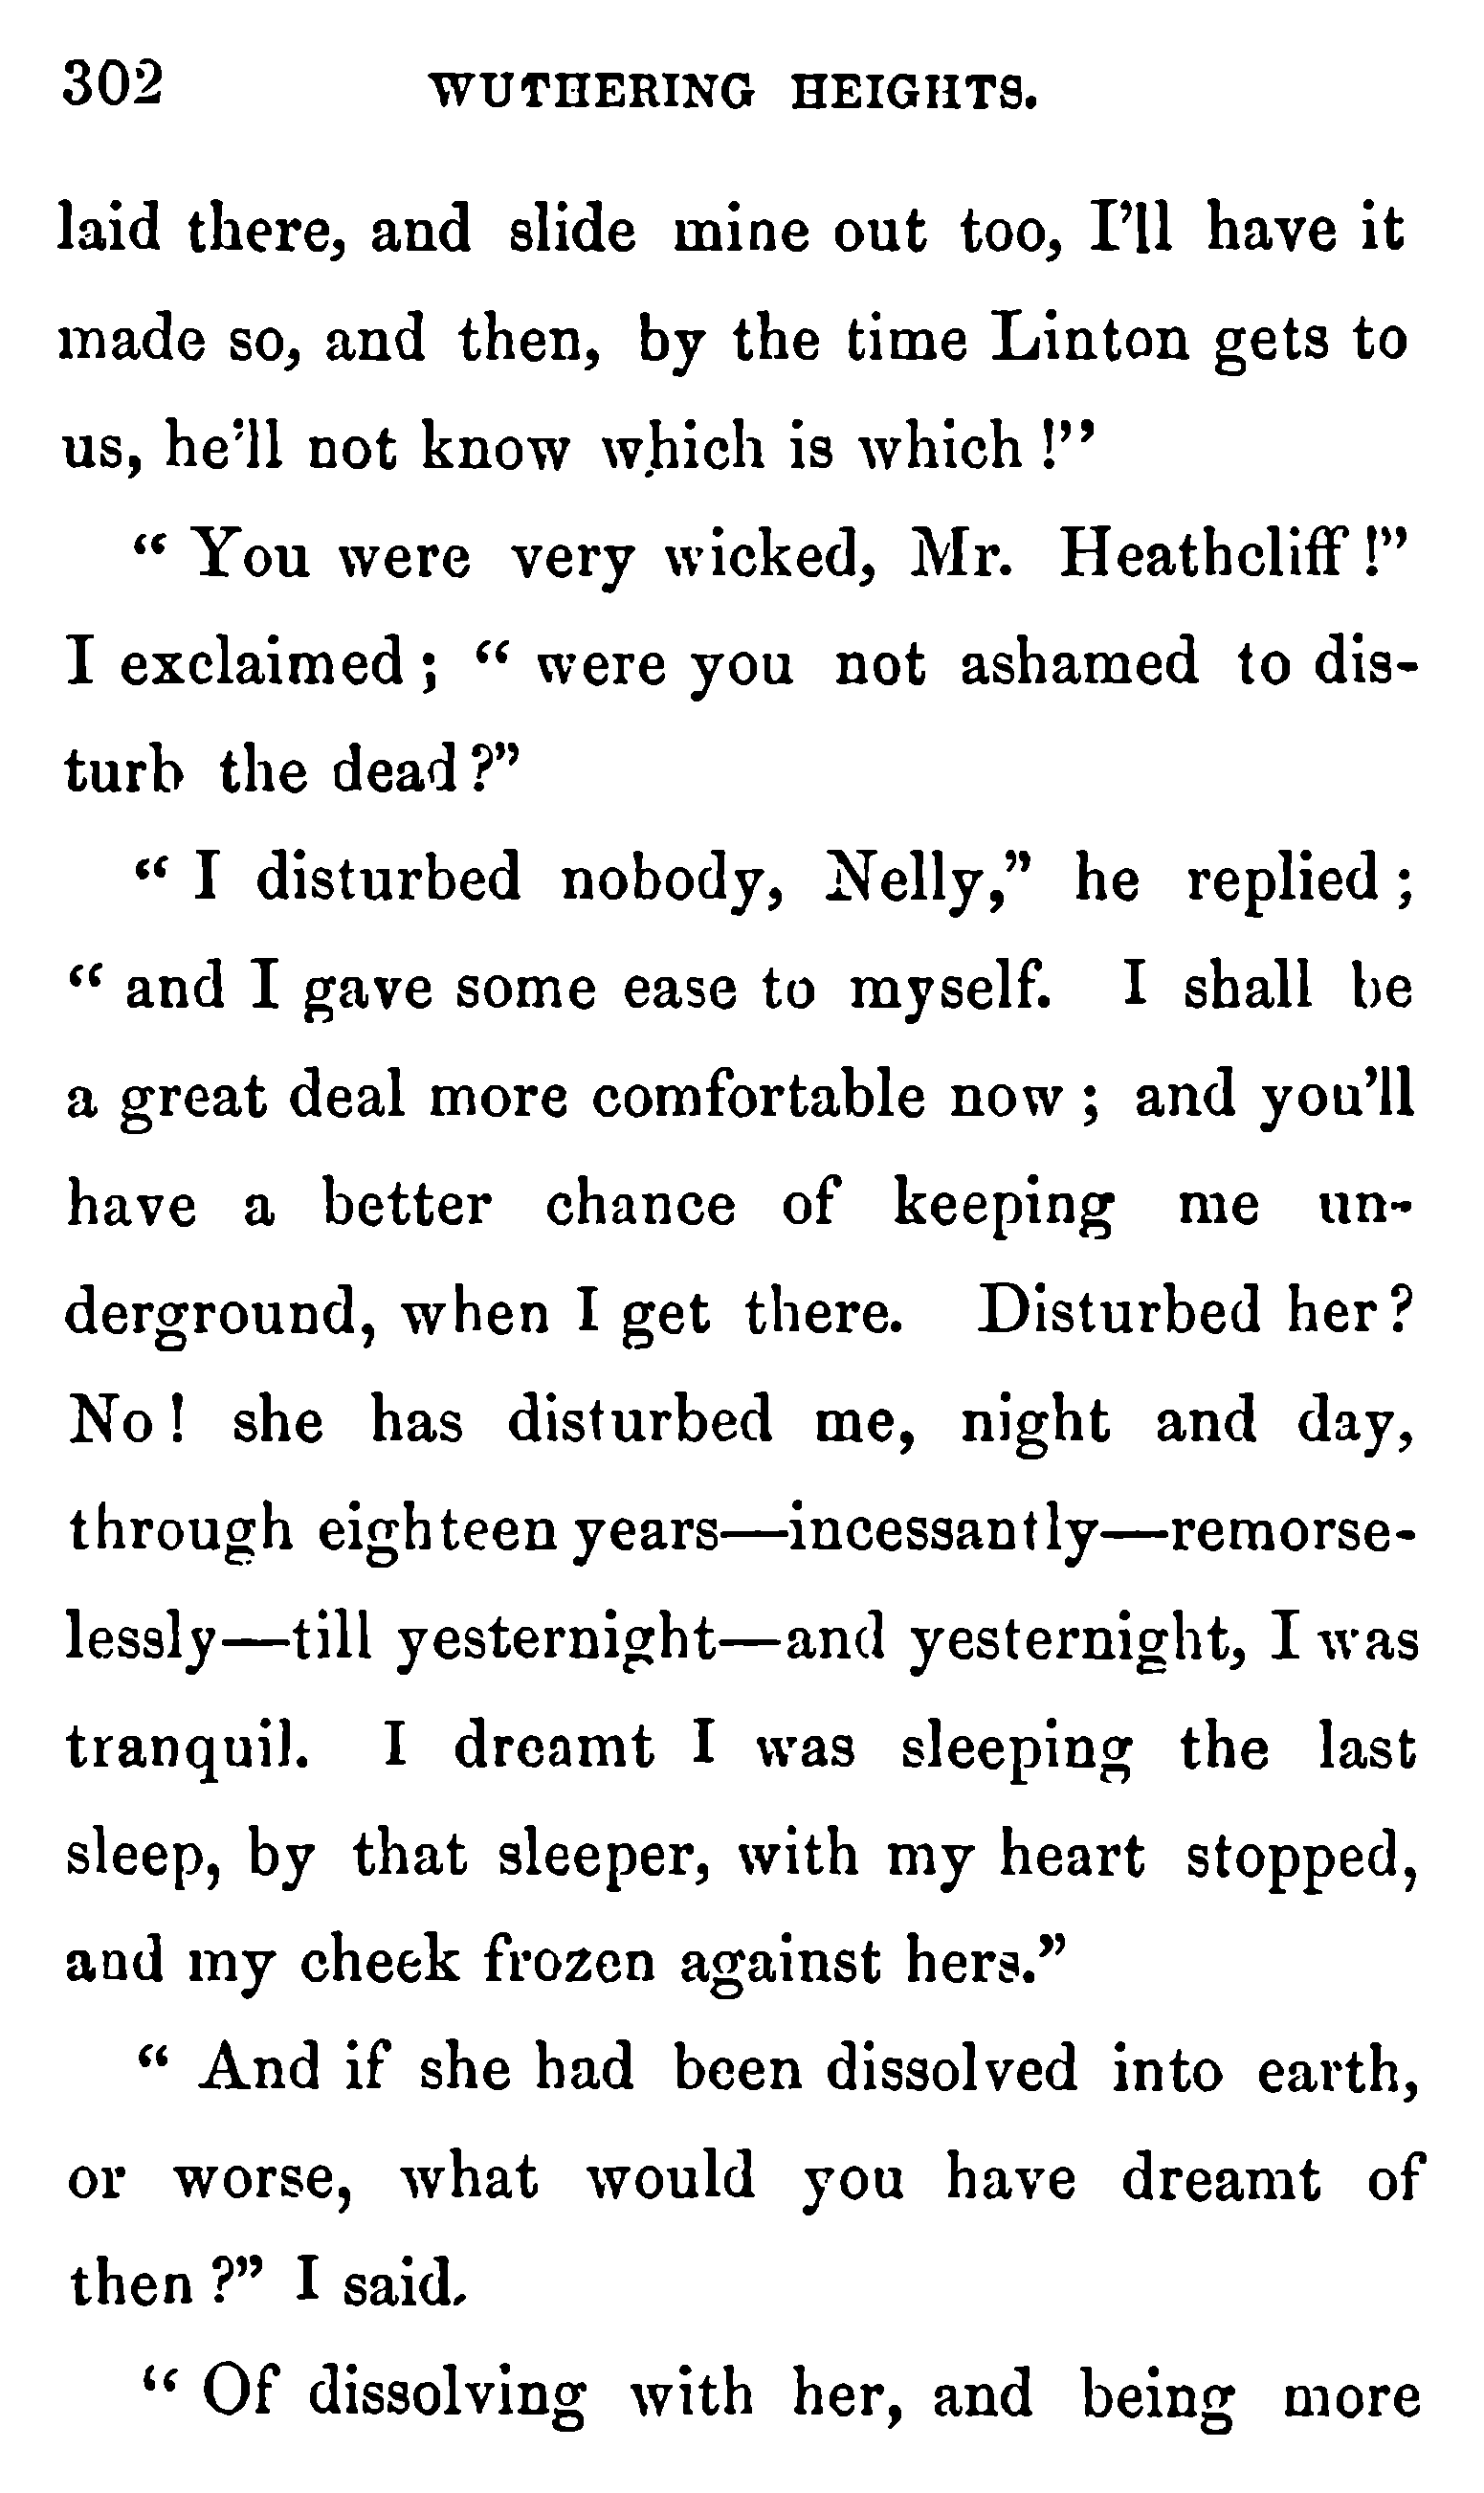 302 WUTHERING HEIGHTS.
laid there, and slide mine out too, I'll have it
made so, and then, by the time Linton gets to
us, he'll not know which is which!"
"You were very wicked, Mr. Heathcliff!"
I exclaimed; "were you not ashamed to dis-
turb the dead?"
"I disturbed nobody, Nelly," he replied;
"and I gave some ease to myself. I shall be
a great deal more comfortable now; and you'll
have a better chance of keeping me un-
derground, when I get there. Disturbed her?
No! she has disturbed me, night and day,
through eighteen years—incessantly—remorse-
lessly—till yesternight—and yesternight, I was
tranquil. I dreamt I was sleeping the last
sleep, by that sleeper, with my heart stopped,
and my cheek frozen against hers."
"And if she had been dissolved into earth,
or worse, what would you have dreamt of
then?" I said.
"Of dissolving with her, and being more